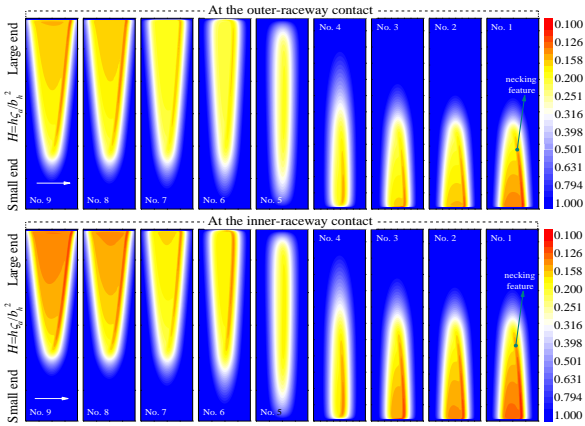 At the outer-raceway contact
Large end
H=hζ_i/b_h^2
Small end
No. 9
No. 8
No. 7
No. 6
No.5
No. 4
No. 3
No. 2
No. 1
necking
feature
0.100
0.126
0.158
0.200
0.251
0.316
0.398
0.501
0.631
0.794
1.000
At the inner-raceway contact
Large end
Small end
No. 9
No. 8
No. 7
No. 6
No.5
No. 4
No. 3
No. 2
No. 1
necking
feature
0.100
0.126
0.158
0.200
0.251
0.316
0.398
0.501
0.631
0.794
1.000